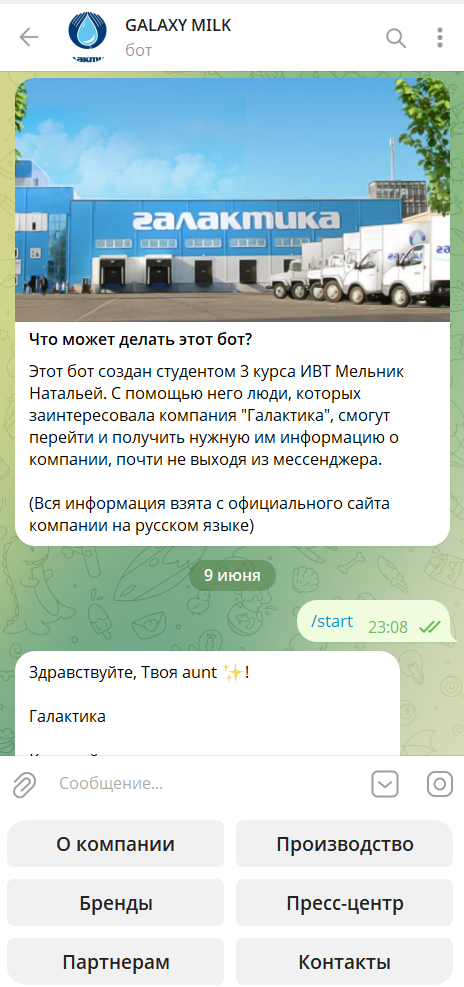 GALAXY MILK
бот
галактика
Что может делать этот бот?
Этот бот создан студентом 3 курса ИВТ Мельник
Натальей. С помощью него люди, которых
заинтересовала компания "Галактика", смогут
перейти и получить нужную им информацию о
компании, почти не выходя из мессенджера.
(Вся информация взята с официального сайта
компании на русском языке)
9 июня
/start 23:08
Здравствуйте, Твоя aunt ✨!
Галактика
Сообщение...
О компании
Производство
Бренды
Пресс-центр
Партнерам
Контакты